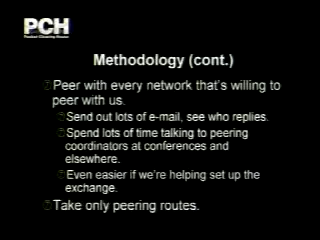 PCH
Packet Clearing House
Methodology (cont.)
Peer with every network that's willing to
peer with us.
Send out lots of e-mail, see who replies.
Spend lots of time talking to peering
coordinators at conferences and
elsewhere.
Even easier if we're helping set up the
exchange.
Take only peering routes.